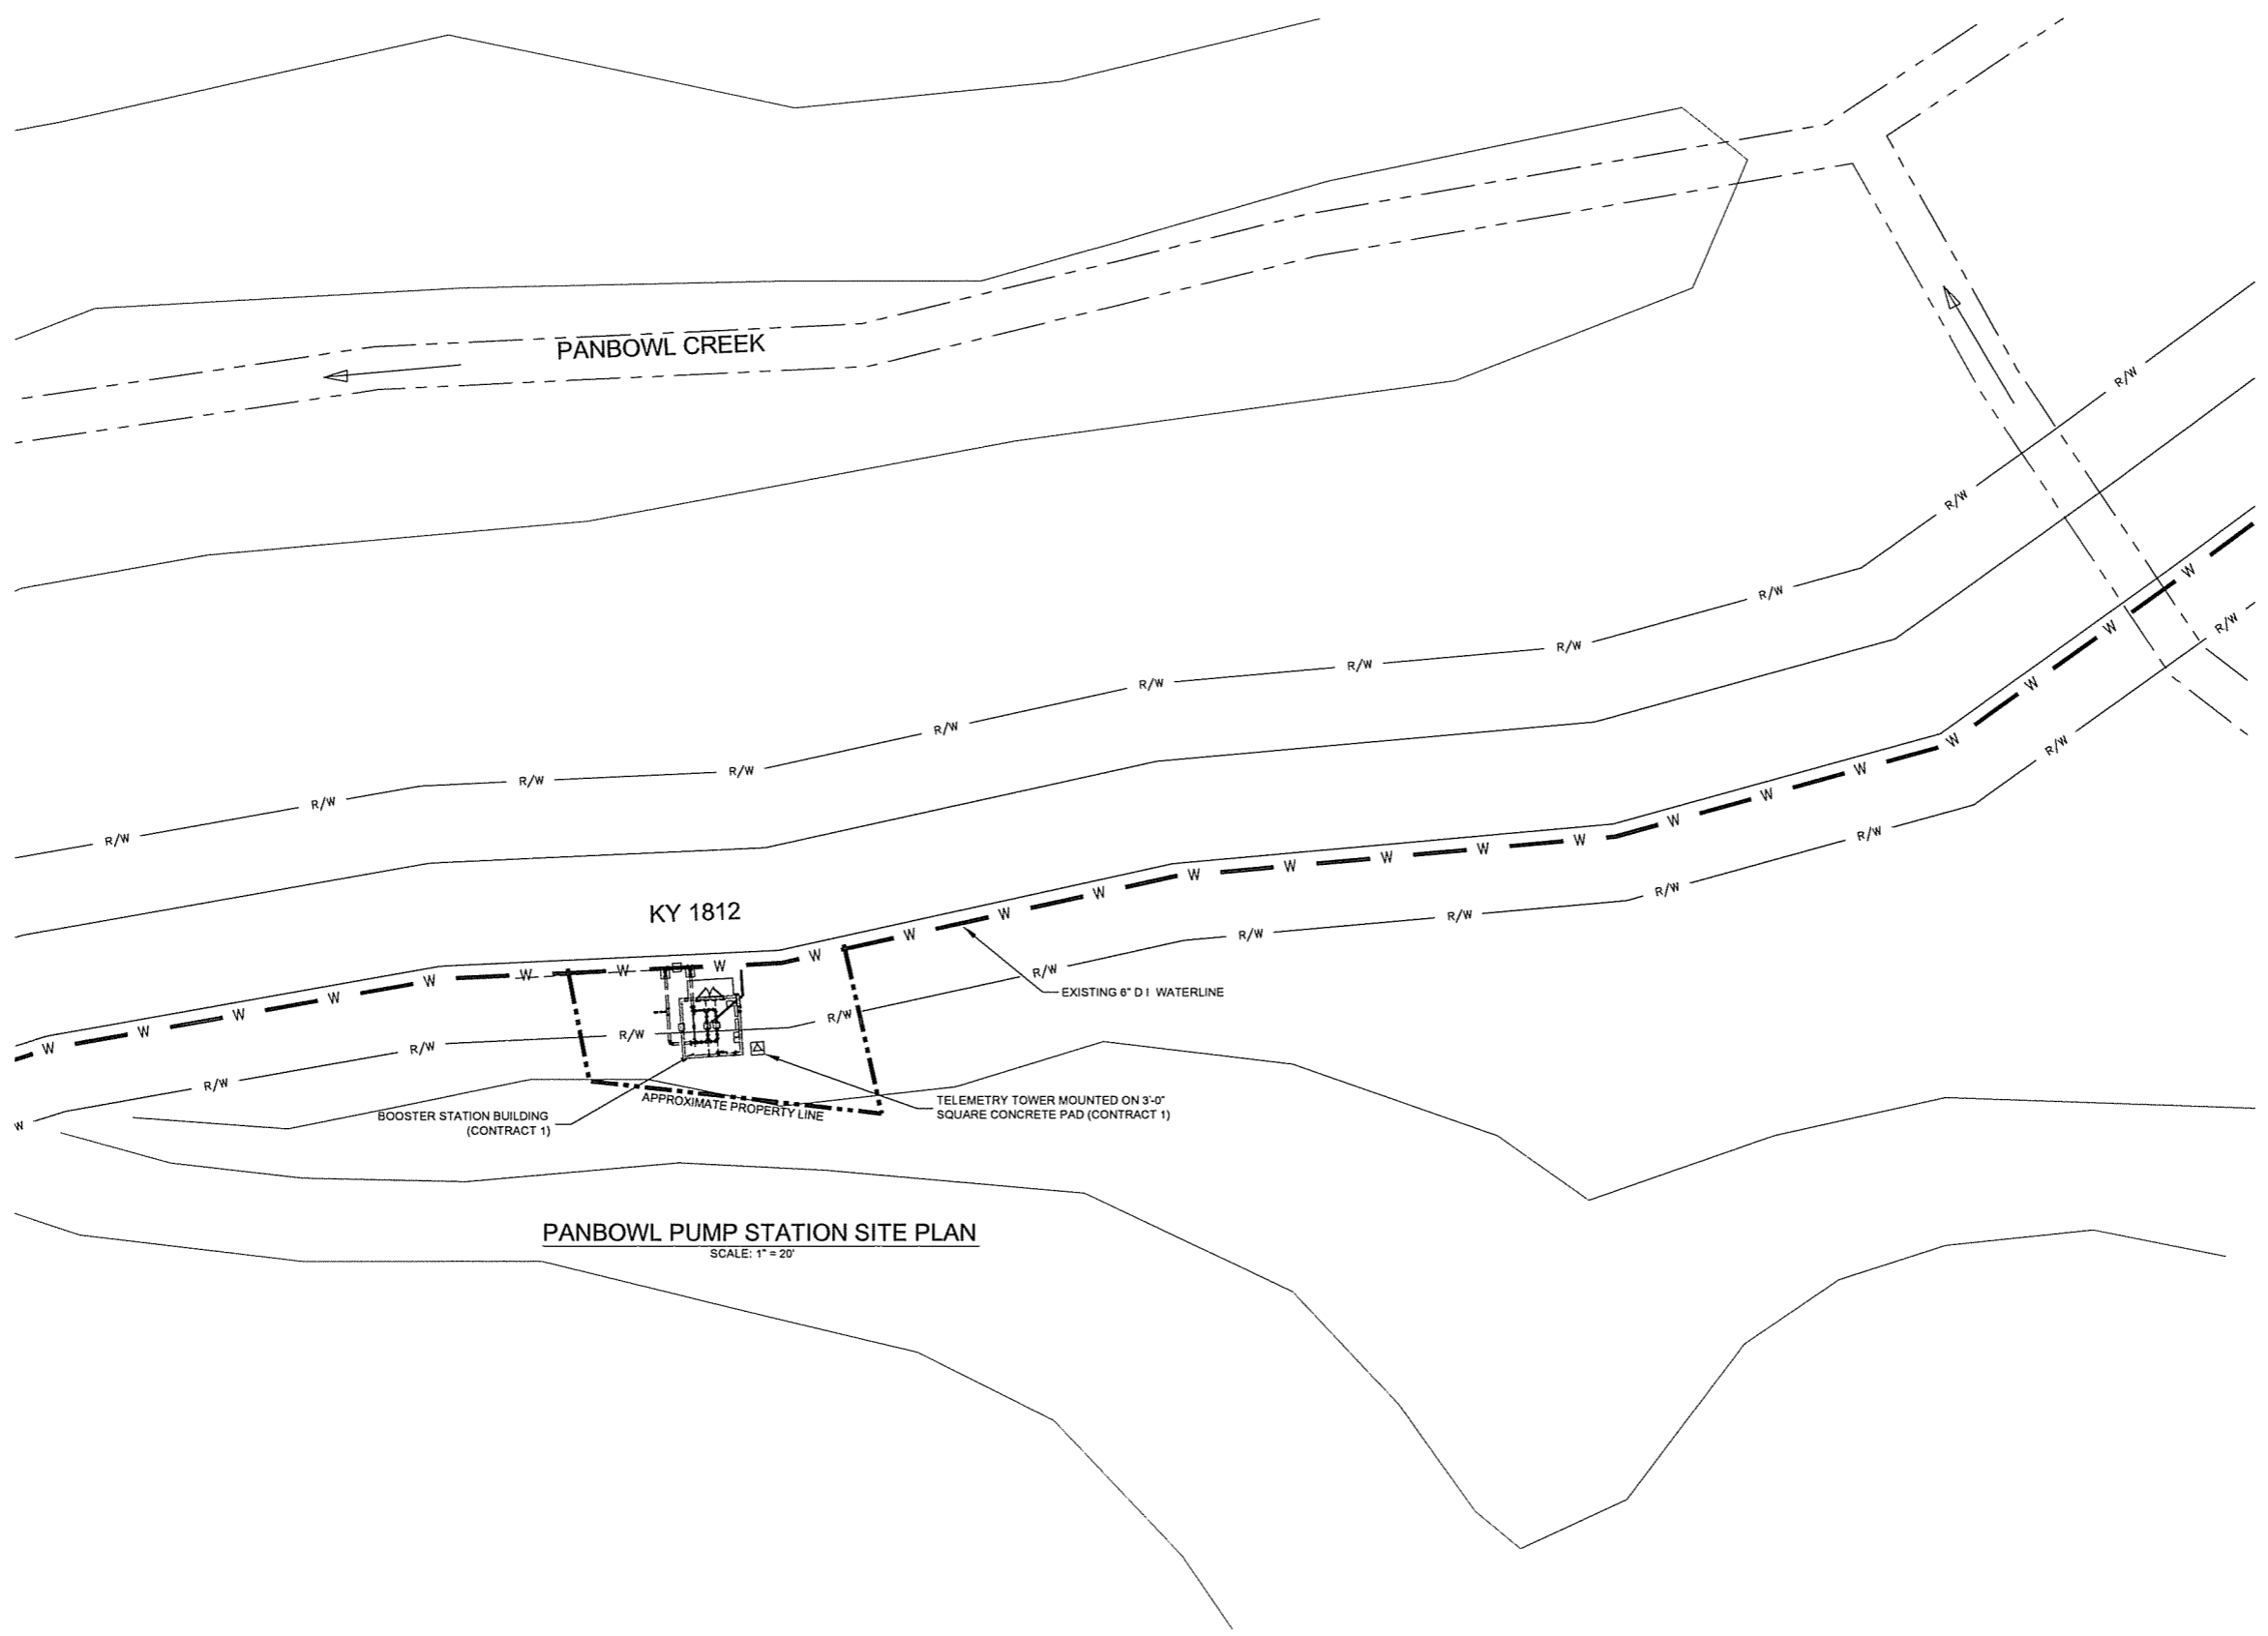 PANBOWL CREEK
R/W R/W R/W R/W R/W R/W R/W R/W R/W R/W R/W
KY 1812
W W W W W W W W W W W W W W W W W W W W W W W W
EXISTING 6" D I WATERLINE
W R/W R/W R/W R/W R/W R/W R/W R/W R/W R/W R/W
APPROXIMATE PROPERTY LINE
BOOSTER STATION BUILDING
(CONTRACT 1)
TELEMETRY TOWER MOUNTED ON 3'-0"
SQUARE CONCRETE PAD (CONTRACT 1)
PANBOWL PUMP STATION SITE PLAN
SCALE: 1" = 20'